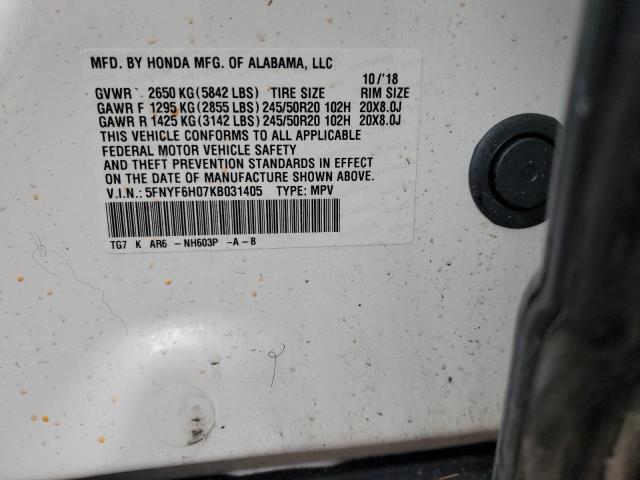 MFD. BY HONDA MFG. OF ALABAMA, LLC
10/'18
GVWR 2650 KG (5842 LBS) TIRE SIZE RIM SIZE
GAWR F 1295 KG (2855 LBS) 245/50R20 102H 20X8.0J
GAWR R 1425 KG (3142 LBS) 245/50R20 102H 20X8.0J
THIS VEHICLE CONFORMS TO ALL APPLICABLE
FEDERAL MOTOR VEHICLE SAFETY
AND THEFT PREVENTION STANDARDS IN EFFECT
ON THE DATE OF MANUFACTURE SHOWN ABOVE.
V.I.N.: 5FNYF6H07KB031405 TYPE: MPV
TG7 K AR6 -NH603P -A-B